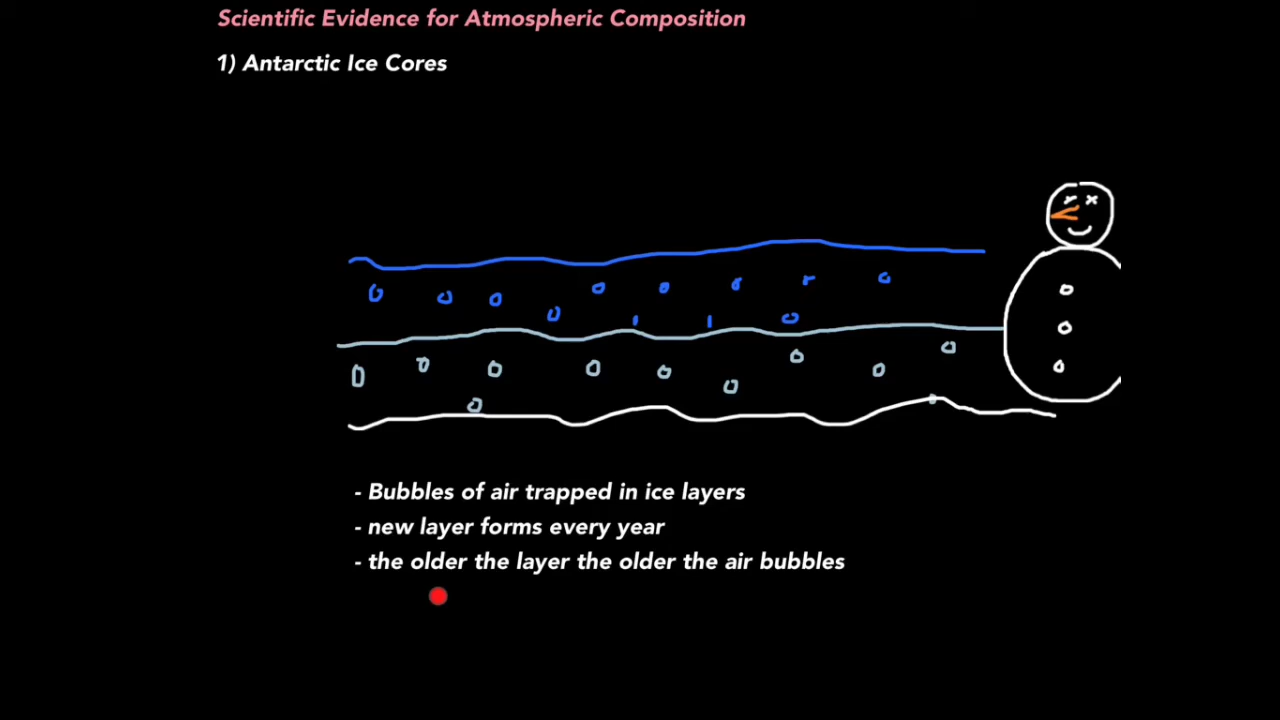 Scientific Evidence for Atmospheric Composition
1) Antarctic Ice Cores
- Bubbles of air trapped in ice layers
- new layer forms every year
- the older the layer the older the air bubbles